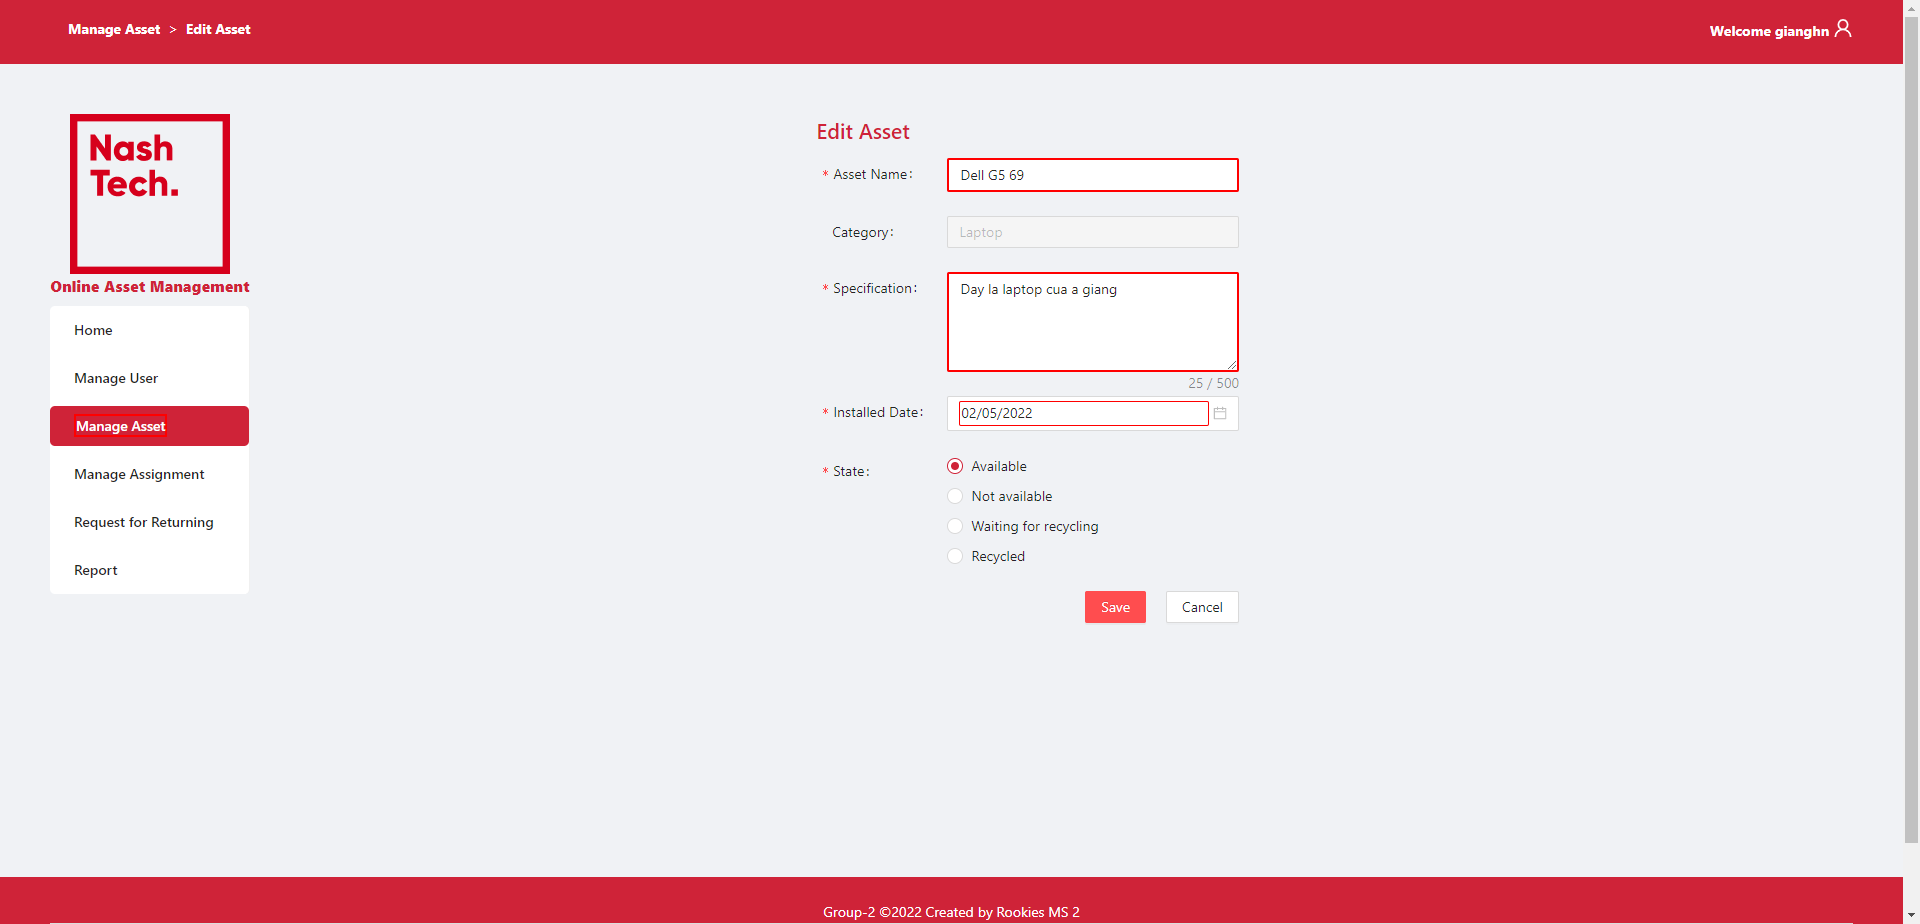 Manage Asset > Edit Asset
Welcome gianghn
Nash
Tech.
Online Asset Management
Home
Manage User
Manage Asset
Manage Assignment
Request for Returning
Report
Edit Asset
* Asset Name: Dell G5 69
Category: Laptop
* Specification: Day la laptop cua a giang
25 / 500
* Installed Date: 02/05/2022
* State: Available
Not available
Waiting for recycling
Recycled
Save Cancel
Group-2 ©2022 Created by Rookies MS 2